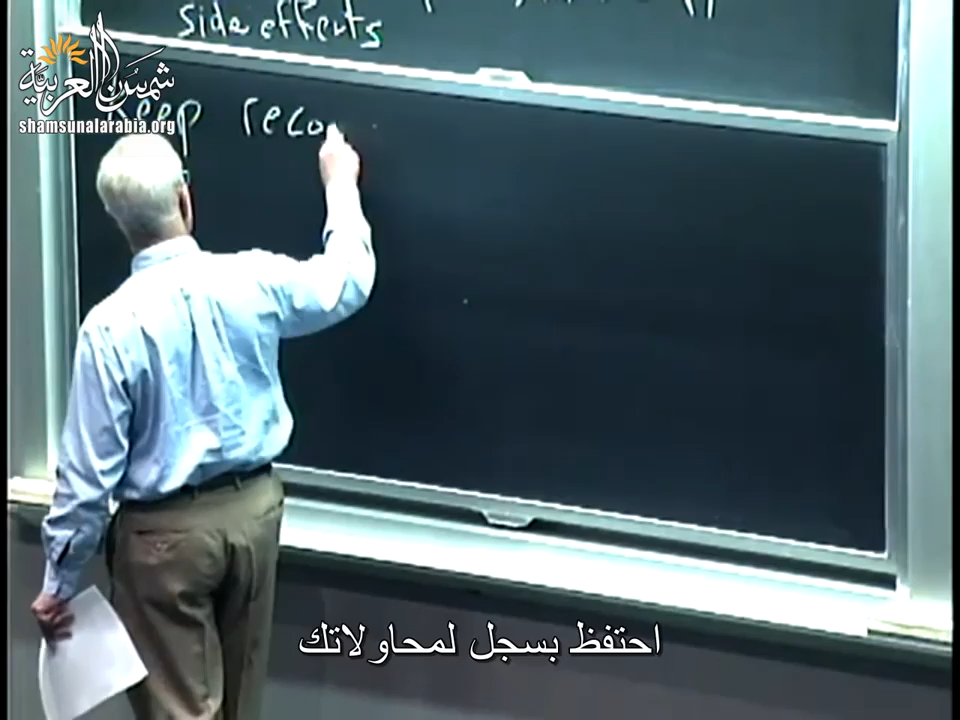 side effects
شمس العربية
shamsunalarabia.org
Keep reco
احتفظ بسجل لمحاولاتك